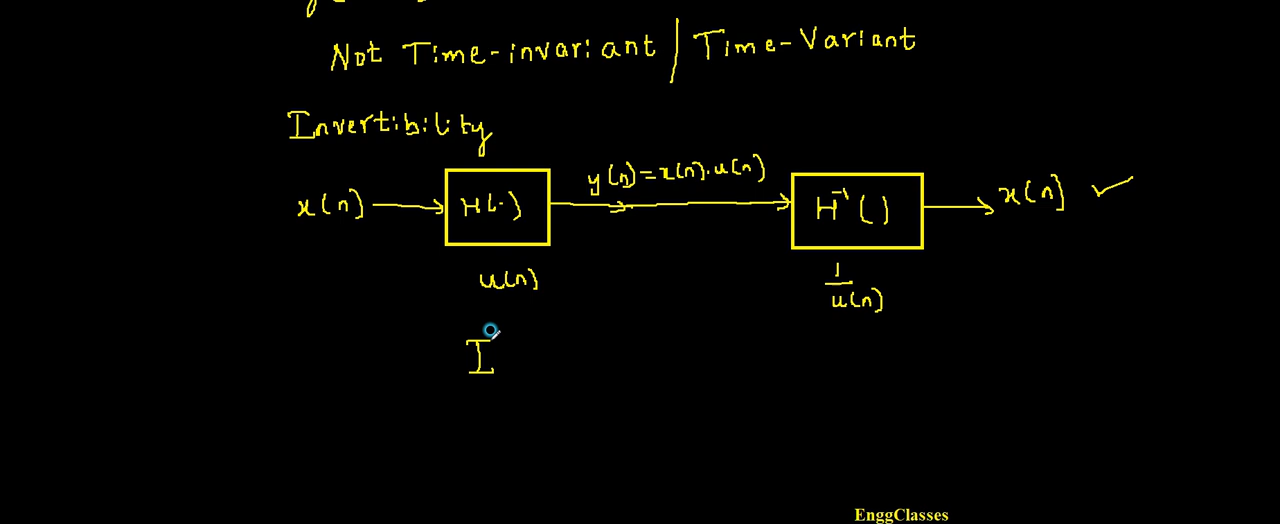 Not Time-invariant / Time-Variant
Invertibility
x(n) H(.) y(n)=x(n).u(n) H⁻¹() x(n)
u(n) 1/u(n)
I
EnggClasses